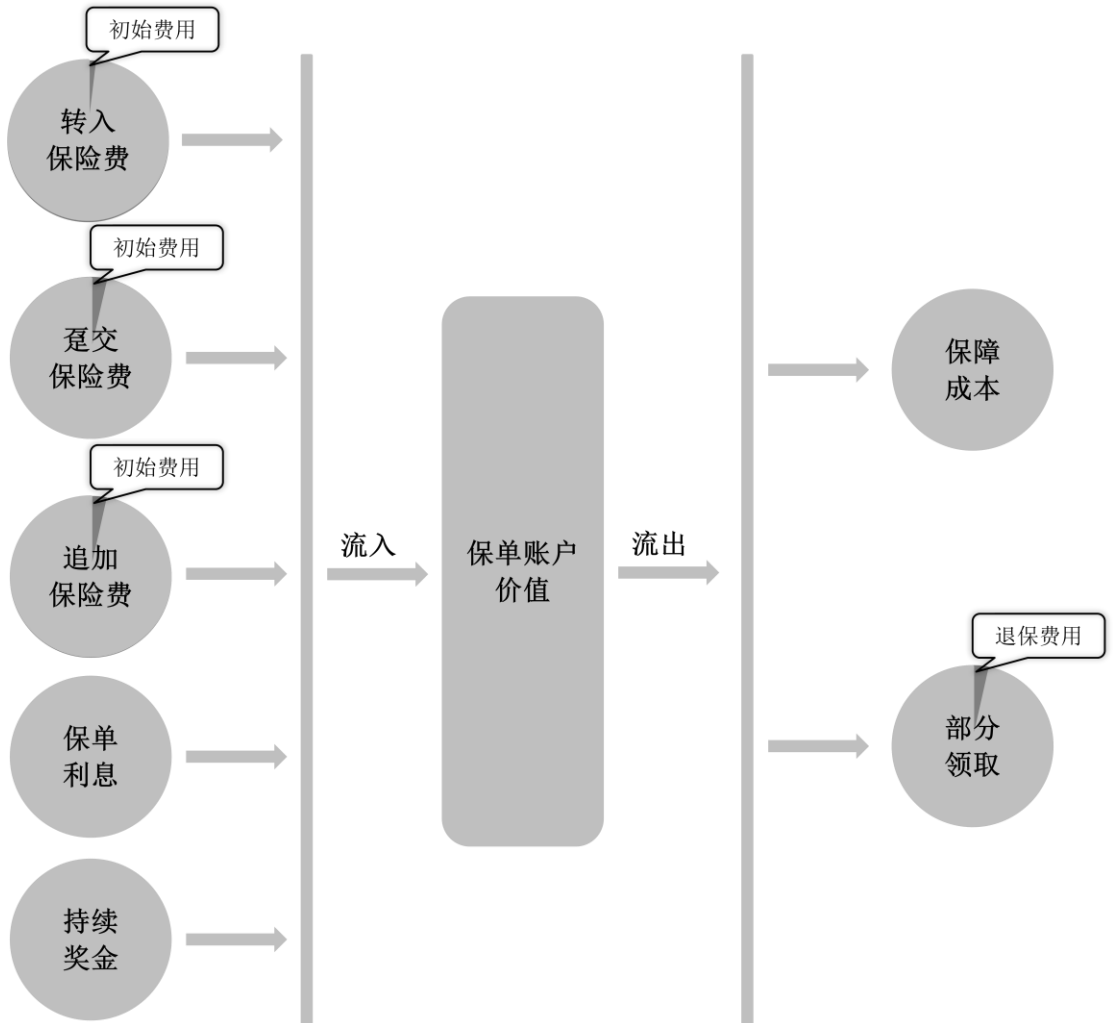 初始费用
转入
保险费
初始费用
趸交
保险费
初始费用
追加
保险费
保单
利息
持续
奖金
流入
保单账户
价值
流出
保障
成本
退保费用
部分
领取